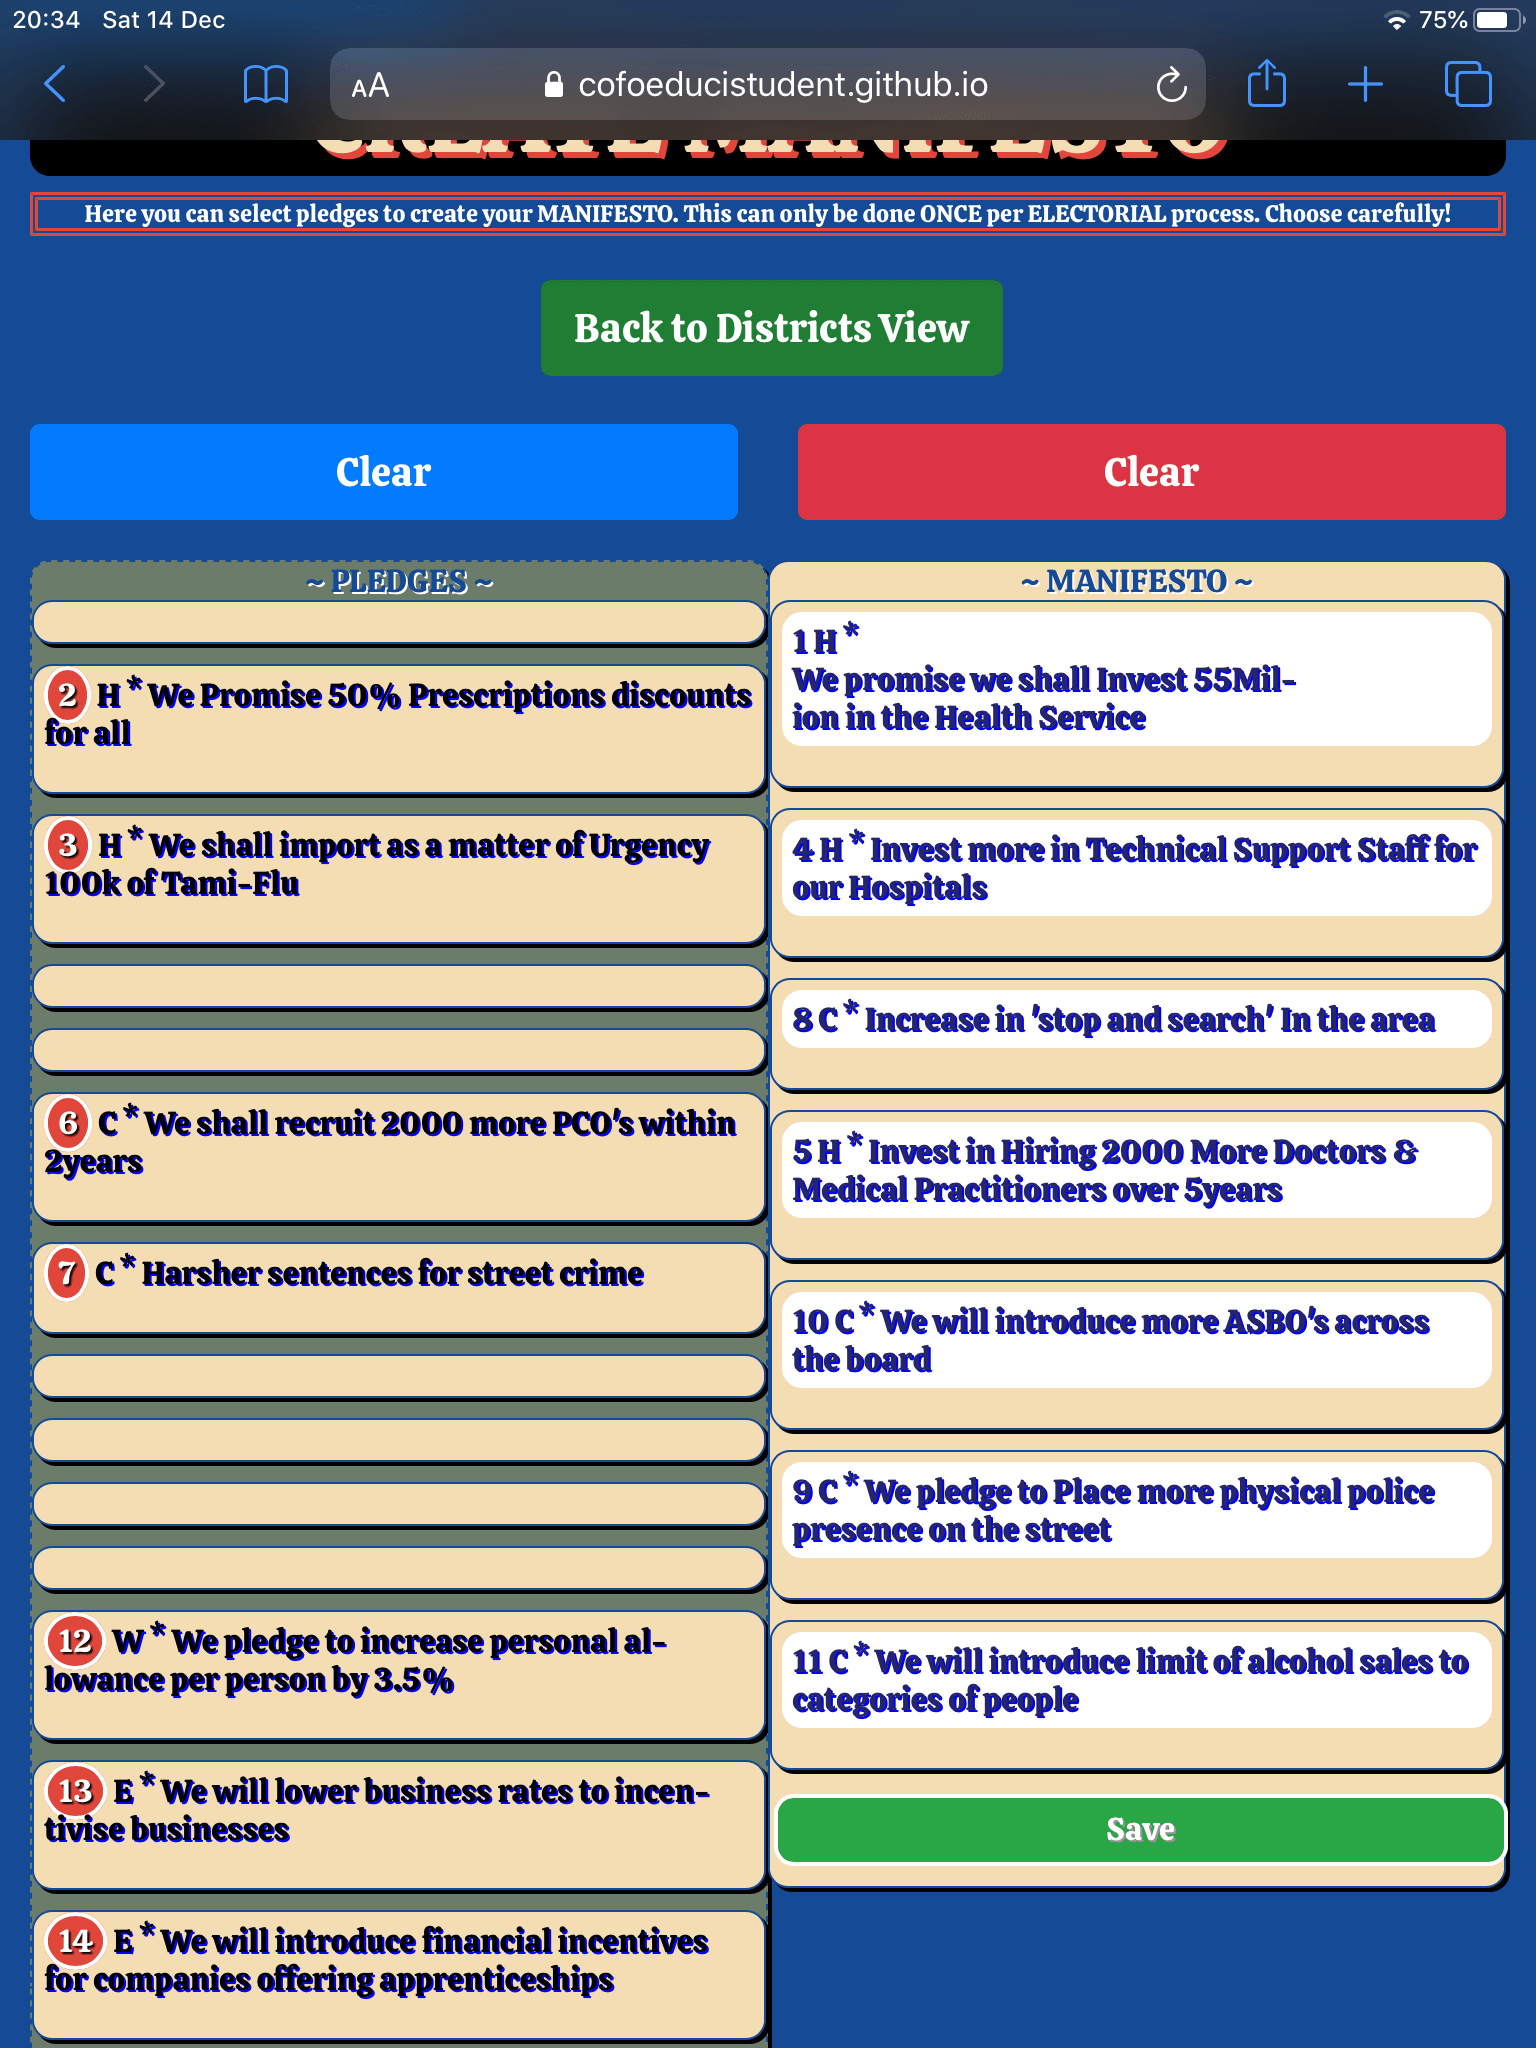 20:34 Sat 14 Dec
75%
AA
cofoeducistudent.github.io
CREATE MANIFESTO
Here you can select pledges to create your MANIFESTO. This can only be done ONCE per ELECTORIAL process. Choose carefully!
Back to Districts View
Clear
Clear
~ PLEDGES ~
2 H * We Promise 50% Prescriptions discounts
for all
3 H * We shall import as a matter of Urgency
100k of Tami-Flu
6 C * We shall recruit 2000 more PCO's within
2years
7 C * Harsher sentences for street crime
12 W * We pledge to increase personal al-
lowance per person by 3.5%
13 E * We will lower business rates to incen-
tivise businesses
14 E * We will introduce financial incentives
for companies offering apprenticeships
~ MANIFESTO ~
1 H *
We promise we shall Invest 55Mil-
ion in the Health Service
4 H * Invest more in Technical Support Staff for
our Hospitals
8 C * Increase in 'stop and search' In the area
5 H * Invest in Hiring 2000 More Doctors &
Medical Practitioners over 5years
10 C * We will introduce more ASBO's across
the board
9 C * We pledge to Place more physical police
presence on the street
11 C * We will introduce limit of alcohol sales to
categories of people
Save